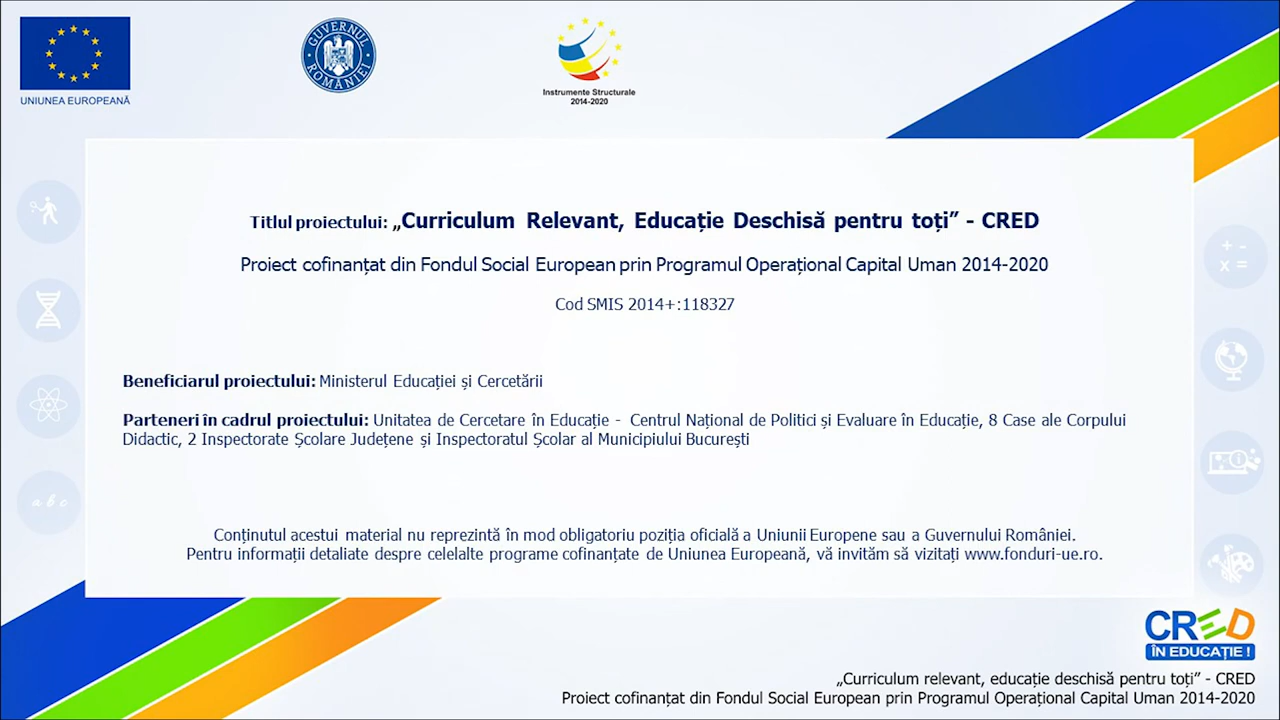 UNIUNEA EUROPEANĂ
GUVERNUL ROMÂNIEI
Instrumente Structurale
2014-2020
Titlul proiectului: „Curriculum Relevant, Educație Deschisă pentru toți” - CRED
Proiect cofinanțat din Fondul Social European prin Programul Operațional Capital Uman 2014-2020
Cod SMIS 2014+:118327
Beneficiarul proiectului: Ministerul Educației și Cercetării
Parteneri în cadrul proiectului: Unitatea de Cercetare în Educație - Centrul Național de Politici și Evaluare în Educație, 8 Case ale Corpului
Didactic, 2 Inspectorate Școlare Județene și Inspectoratul Școlar al Municipiului București
Conținutul acestui material nu reprezintă în mod obligatoriu poziția oficială a Uniunii Europene sau a Guvernului României.
Pentru informații detaliate despre celelalte programe cofinanțate de Uniunea Europeană, vă invităm să vizitați www.fonduri-ue.ro.
+ -
x =
a b c
CRED
ÎN EDUCAȚIE !
„Curriculum relevant, educație deschisă pentru toți” - CRED
Proiect cofinanțat din Fondul Social European prin Programul Operațional Capital Uman 2014-2020